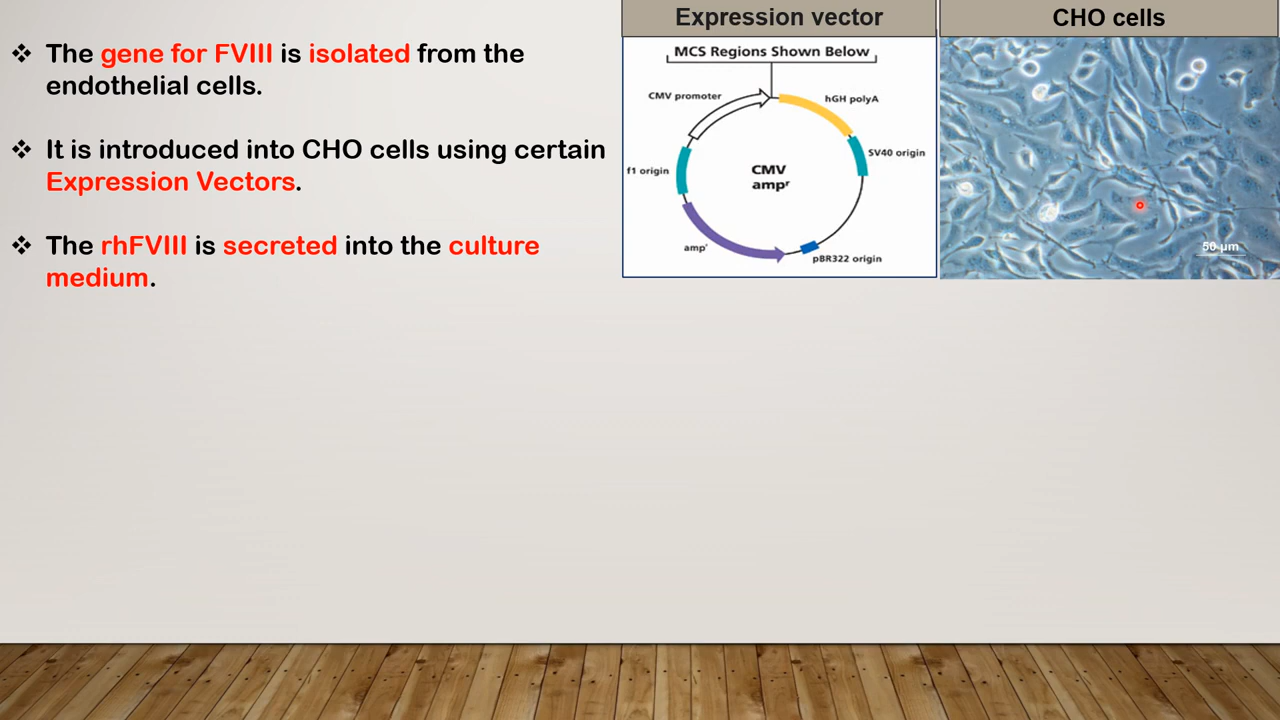 ❖ The gene for FVIII is isolated from the
endothelial cells.
❖ It is introduced into CHO cells using certain
Expression Vectors.
❖ The rhFVIII is secreted into the culture
medium.
Expression vector
MCS Regions Shown Below
CMV promoter
hGH polyA
SV40 origin
f1 origin
CMV
ampʳ
ampʳ
pBR322 origin
CHO cells
50 µm